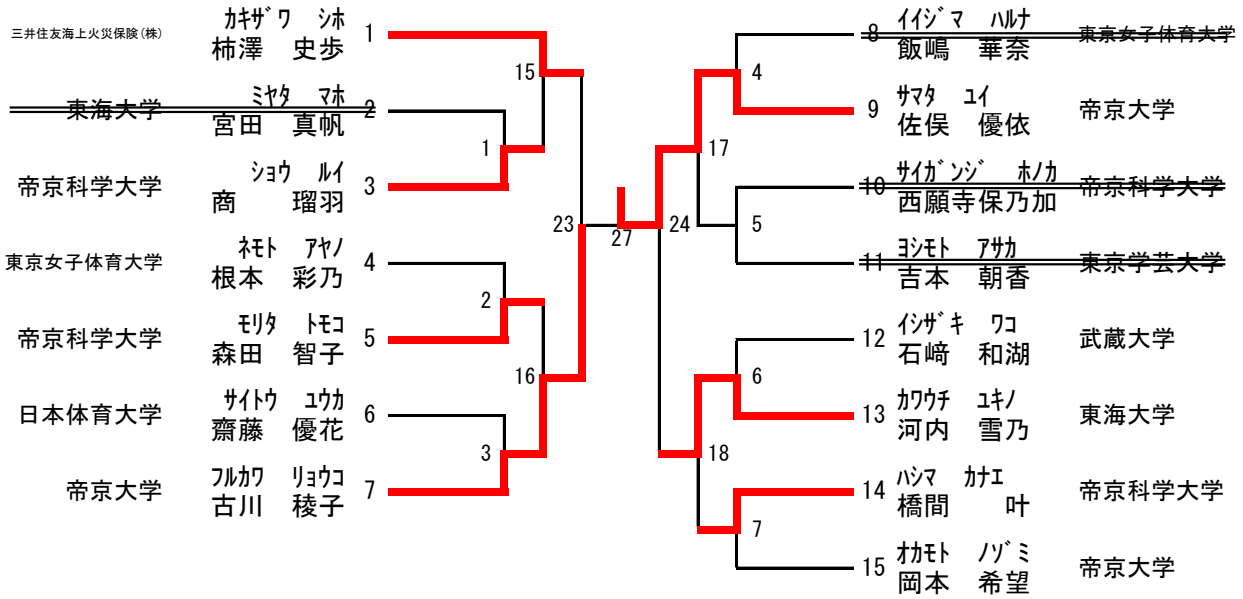 カキザワ シホ
三井住友海上火災保険(株) 柿澤 史歩 1
ミヤタ マホ
東海大学 宮田 真帆 2
ショウ ルイ
帝京科学大学 商 瑠羽 3
ネモト アヤノ
東京女子体育大学 根本 彩乃 4
モリタ トモコ
帝京科学大学 森田 智子 5
サイトウ ユウカ
日本体育大学 齋藤 優花 6
フルカワ リョウコ
帝京大学 古川 稜子 7
15
1
2
16
3
23
27
24
17
4
5
6
18
7
イイジマ ハルナ
8 飯嶋 華奈 東京女子体育大学
サマタ ユイ
9 佐俣 優依 帝京大学
サイガンジ ホノカ
10 西願寺保乃加 帝京科学大学
ヨシモト アサカ
11 吉本 朝香 東京学芸大学
イシザキ ワコ
12 石﨑 和湖 武蔵大学
カワウチ ユキノ
13 河内 雪乃 東海大学
ハシマ カナエ
14 橋間 叶 帝京科学大学
オカモト ノゾミ
15 岡本 希望 帝京大学